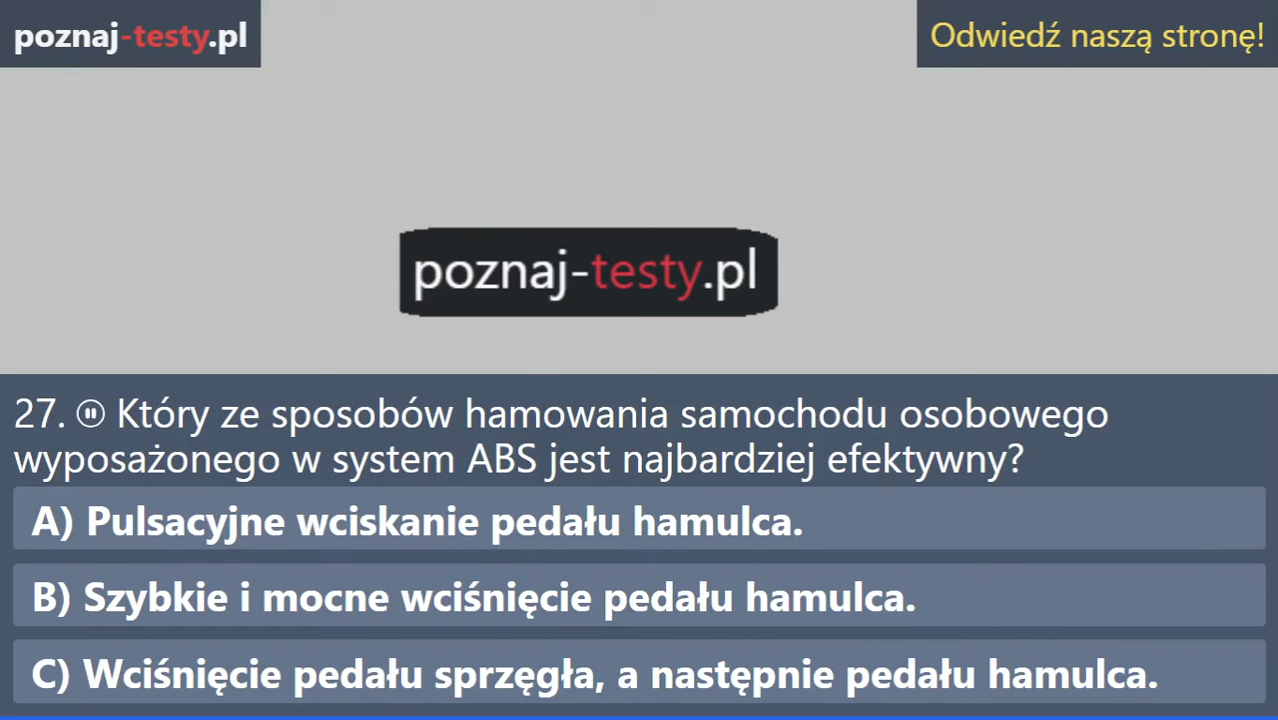 poznaj-testy.pl
Odwiedź naszą stronę!
poznaj-testy.pl
27. Który ze sposobów hamowania samochodu osobowego
wyposażonego w system ABS jest najbardziej efektywny?
A) Pulsacyjne wciskanie pedału hamulca.
B) Szybkie i mocne wciśnięcie pedału hamulca.
C) Wciśnięcie pedału sprzęgła, a następnie pedału hamulca.